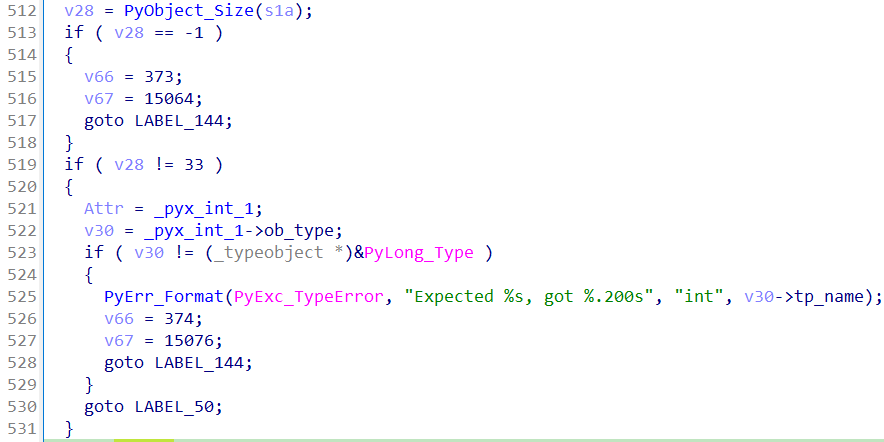 512 v28 = PyObject_Size(s1a);
513 if ( v28 == -1 )
514 {
515 v66 = 373;
516 v67 = 15064;
517 goto LABEL_144;
518 }
519 if ( v28 != 33 )
520 {
521 Attr = _pyx_int_1;
522 v30 = _pyx_int_1->ob_type;
523 if ( v30 != (_typeobject *)&PyLong_Type )
524 {
525 PyErr_Format(PyExc_TypeError, "Expected %s, got %.200s", "int", v30->tp_name);
526 v66 = 374;
527 v67 = 15076;
528 goto LABEL_144;
529 }
530 goto LABEL_50;
531 }